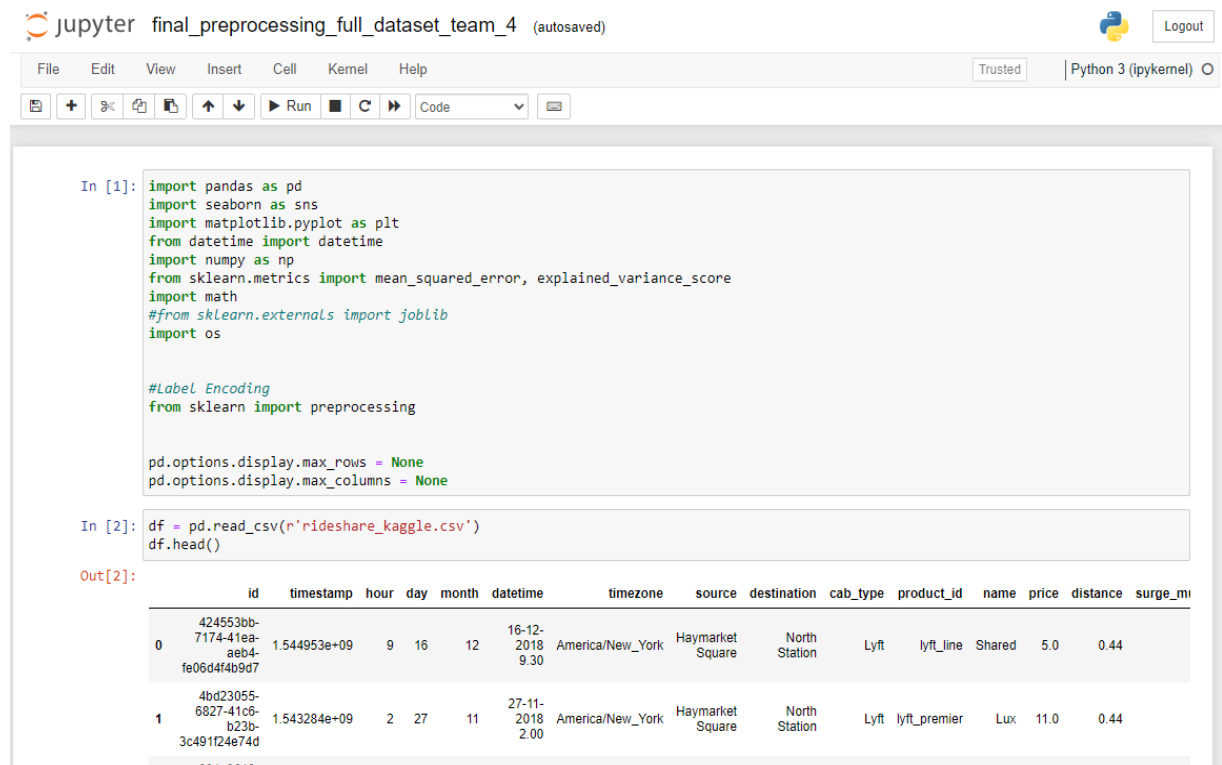 jupyter final_preprocessing_full_dataset_team_4 (autosaved) Logout
File Edit View Insert Cell Kernel Help Trusted Python 3 (ipykernel)
Run Code
In [1]: import pandas as pd
import seaborn as sns
import matplotlib.pyplot as plt
from datetime import datetime
import numpy as np
from sklearn.metrics import mean_squared_error, explained_variance_score
import math
#from sklearn.externals import joblib
import os
#Label Encoding
from sklearn import preprocessing
pd.options.display.max_rows = None
pd.options.display.max_columns = None
In [2]: df = pd.read_csv(r'rideshare_kaggle.csv')
df.head()
Out[2]:
id timestamp hour day month datetime timezone source destination cab_type product_id name price distance surge_mu
0 424553bb-7174-41ea-aeb4-fe06d4f4b9d7 1.544953e+09 9 16 12 16-12-2018 9.30 America/New_York Haymarket Square North Station Lyft lyft_line Shared 5.0 0.44
1 4bd23055-6827-41c6-b23b-3c491f24e74d 1.543284e+09 2 27 11 27-11-2018 2.00 America/New_York Haymarket Square North Station Lyft lyft_premier Lux 11.0 0.44